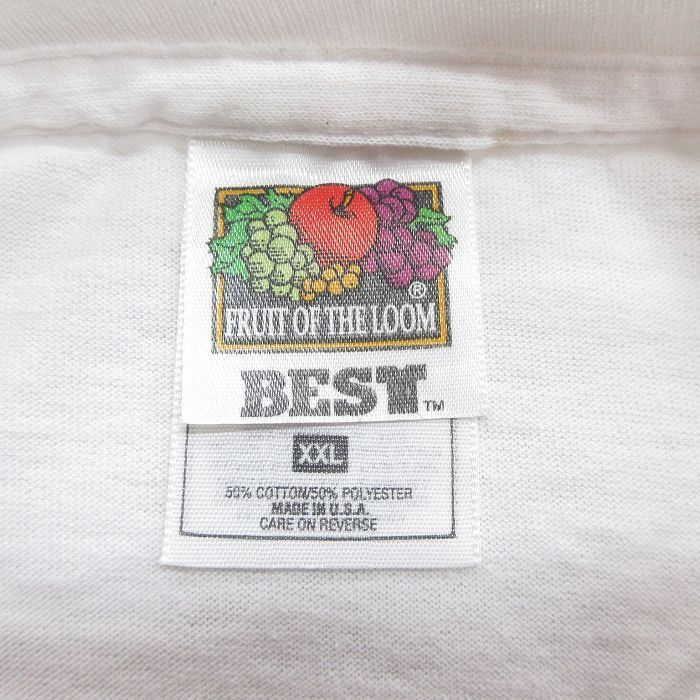 ®
FRUIT OF THE LOOM
BEST™
XXL
50% COTTON/50% POLYESTER
MADE IN U.S.A.
CARE ON REVERSE